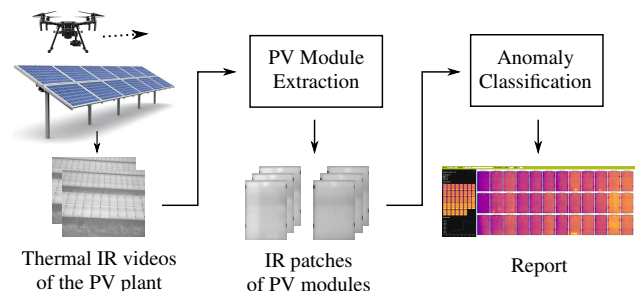 PV Module
Extraction
Anomaly
Classification
Thermal IR videos
of the PV plant
IR patches
of PV modules
Report